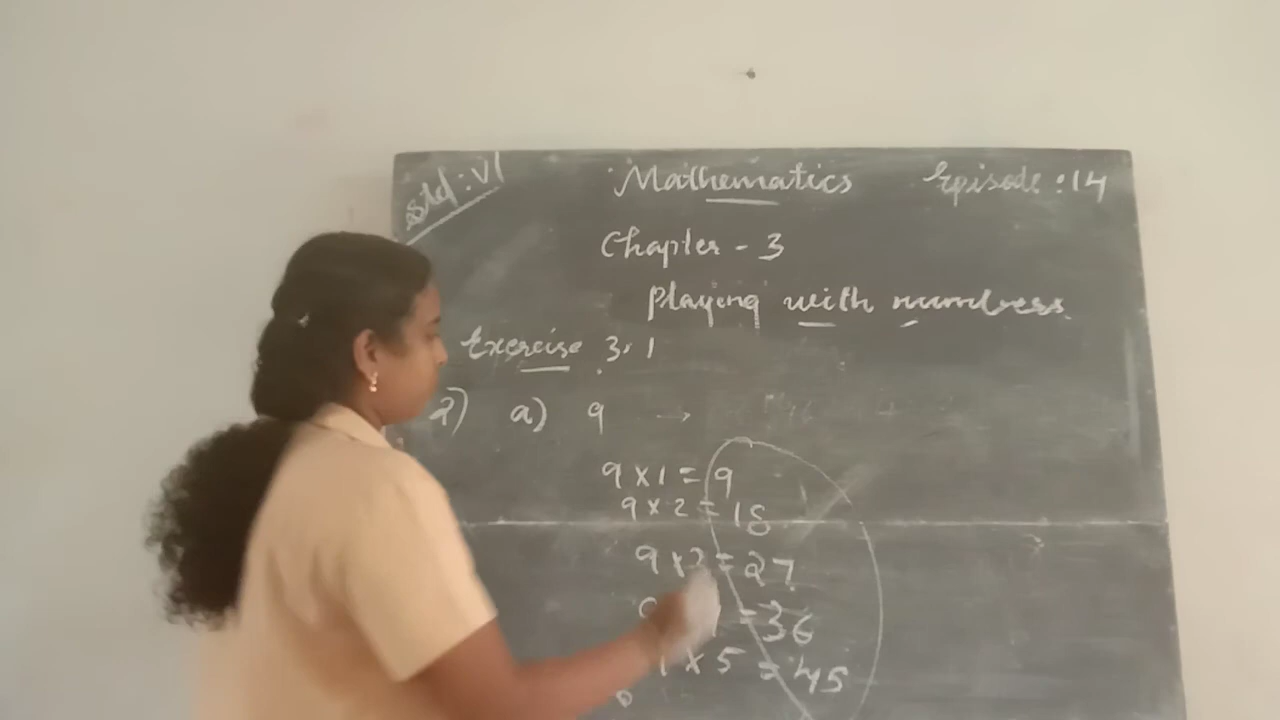 Std: VI Mathematics Episode: 14
Chapter - 3
Playing with numbers
Exercise 3.1
2) a) 9 →
9 x 1 = 9
9 x 2 = 18
9 x 3 = 27
= 36
x 5 = 45